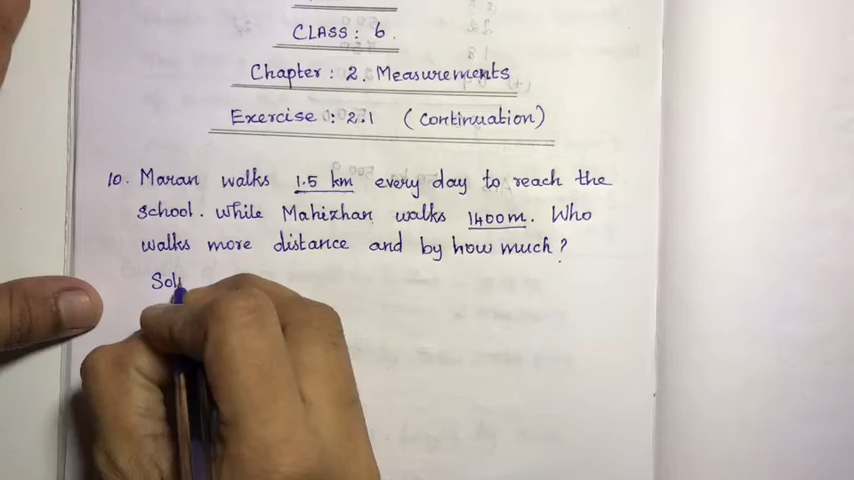 CLASS: 6.
Chapter: 2. Measurements
Exercise: 2.1 (Continuation)
10. Maran walks 1.5 km every day to reach the
school. while Mahizhan walks 1400m. Who
walks more distance and by how much?
Sol